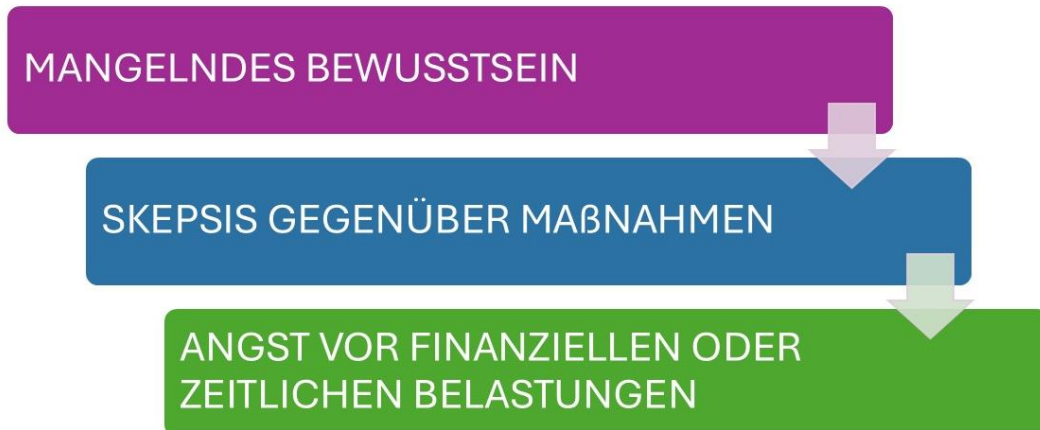 MANGELNDES BEWUSSTSEIN
SKEPSIS GEGENÜBER MAßNAHMEN
ANGST VOR FINANZIELLEN ODER
ZEITLICHEN BELASTUNGEN